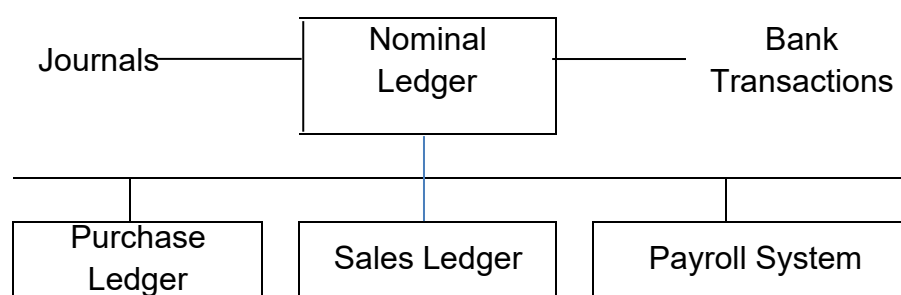 Journals
Nominal
Ledger
Bank
Transactions
Purchase
Ledger
Sales Ledger
Payroll System